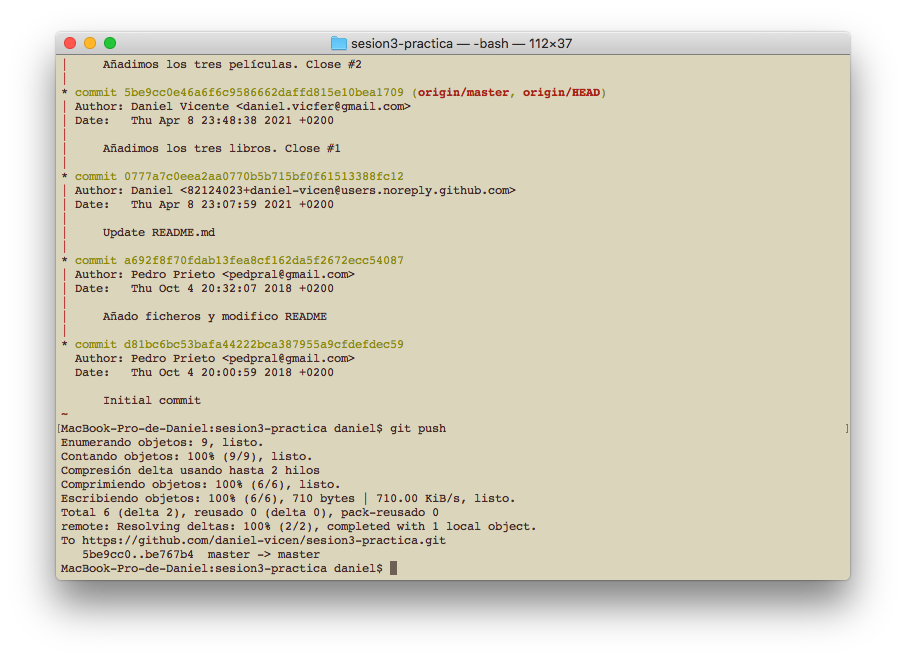 sesion3-practica — -bash — 112×37
|     Añadimos los tres películas. Close #2
|
* commit 5be9cc0e46a6f6c9586662daffd815e10bea1709 (origin/master, origin/HEAD)
| Author: Daniel Vicente <daniel.vicfer@gmail.com>
| Date:   Thu Apr 8 23:48:38 2021 +0200
|
|     Añadimos los tres libros. Close #1
|
* commit 0777a7c0eea2aa0770b5b715bf0f61513388fc12
| Author: Daniel <82124023+daniel-vicen@users.noreply.github.com>
| Date:   Thu Apr 8 23:07:59 2021 +0200
|
|     Update README.md
|
* commit a692f8f70fdab13fea8cf162da5f2672ecc54087
| Author: Pedro Prieto <pedpral@gmail.com>
| Date:   Thu Oct 4 20:32:07 2018 +0200
|
|     Añado ficheros y modifico README
|
* commit d81bc6bc53bafa44222bca387955a9cfdefdec59
  Author: Pedro Prieto <pedpral@gmail.com>
  Date:   Thu Oct 4 20:00:59 2018 +0200

      Initial commit
~
[MacBook-Pro-de-Daniel:sesion3-practica daniel$ git push ]
Enumerando objetos: 9, listo.
Contando objetos: 100% (9/9), listo.
Compresión delta usando hasta 2 hilos
Comprimiendo objetos: 100% (6/6), listo.
Escribiendo objetos: 100% (6/6), 710 bytes | 710.00 KiB/s, listo.
Total 6 (delta 2), reusado 0 (delta 0), pack-reusado 0
remote: Resolving deltas: 100% (2/2), completed with 1 local object.
To https://github.com/daniel-vicen/sesion3-practica.git
   5be9cc0..be767b4  master -> master
MacBook-Pro-de-Daniel:sesion3-practica daniel$